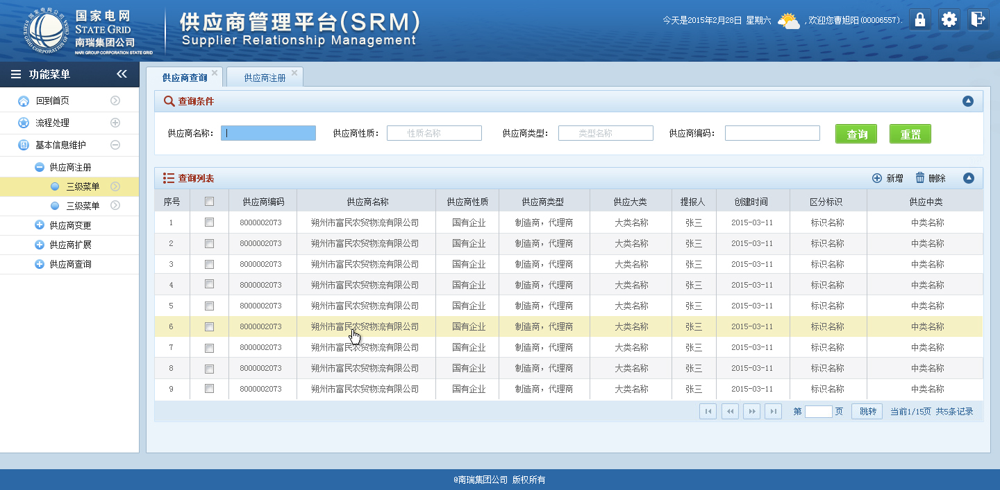 国家电网
STATE GRID
南瑞集团公司
NARI GROUP CORPORATION STATE GRID
国家电网公司
STATE GRID CORPORATION OF CHINA
供应商管理平台(SRM)
Supplier Relationship Management
今天是2015年2月28日 星期六 ，欢迎您曹旭阳(00006557).
功能菜单
回到首页
流程处理
基本信息维护
供应商注册
三级菜单
三级菜单
供应商变更
供应商扩展
供应商查询
供应商查询 供应商注册
查询条件
供应商名称： 供应商性质： 性质名称 供应商类型： 类型名称 供应商编码： 查询 重置
查询列表 新增 删除
序号 供应商编码 供应商名称 供应商性质 供应商类型 供应大类 提报人 创建时间 区分标识 供应中类
1 8000002073 朔州市富民农贸物流有限公司 国有企业 制造商，代理商 大类名称 张三 2015-03-11 标识名称 中类名称
2 8000002073 朔州市富民农贸物流有限公司 国有企业 制造商，代理商 大类名称 张三 2015-03-11 标识名称 中类名称
3 8000002073 朔州市富民农贸物流有限公司 国有企业 制造商，代理商 大类名称 张三 2015-03-11 标识名称 中类名称
4 8000002073 朔州市富民农贸物流有限公司 国有企业 制造商，代理商 大类名称 张三 2015-03-11 标识名称 中类名称
5 8000002073 朔州市富民农贸物流有限公司 国有企业 制造商，代理商 大类名称 张三 2015-03-11 标识名称 中类名称
6 8000002073 朔州市富民农贸物流有限公司 国有企业 制造商，代理商 大类名称 张三 2015-03-11 标识名称 中类名称
7 8000002073 朔州市富民农贸物流有限公司 国有企业 制造商，代理商 大类名称 张三 2015-03-11 标识名称 中类名称
8 8000002073 朔州市富民农贸物流有限公司 国有企业 制造商，代理商 大类名称 张三 2015-03-11 标识名称 中类名称
9 8000002073 朔州市富民农贸物流有限公司 国有企业 制造商，代理商 大类名称 张三 2015-03-11 标识名称 中类名称
第 页 跳转 当前1/15页 共5条记录
@南瑞集团公司 版权所有